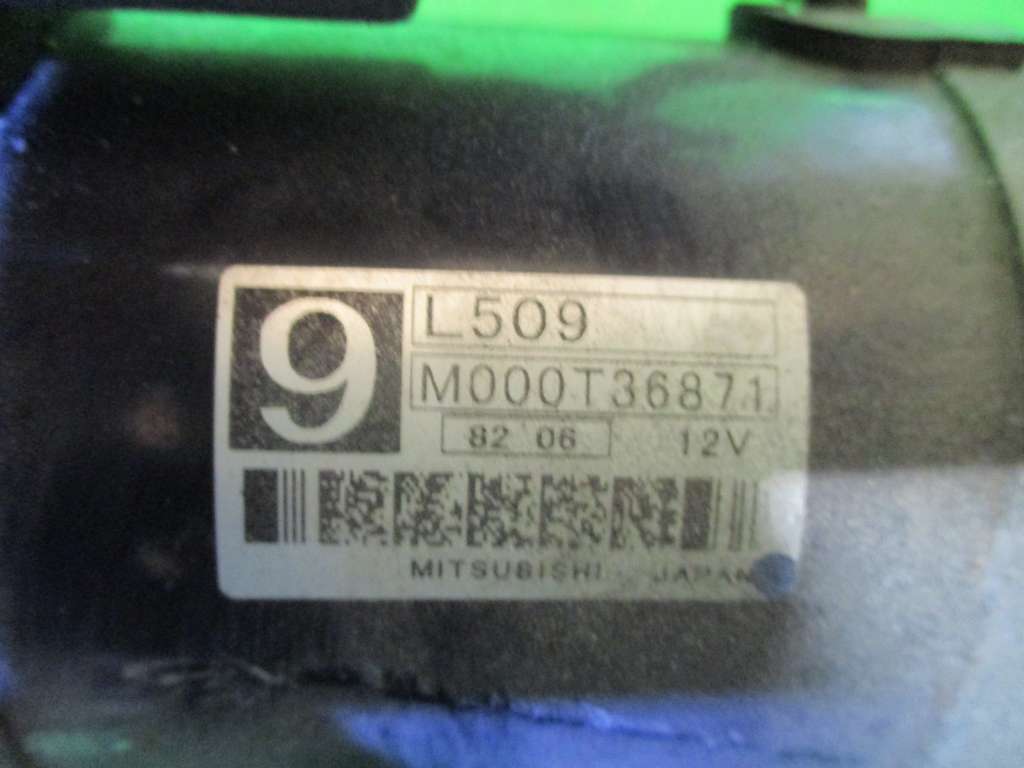 9
L509
M000T36871
82 06
12V
MITSUBISHI JAPAN